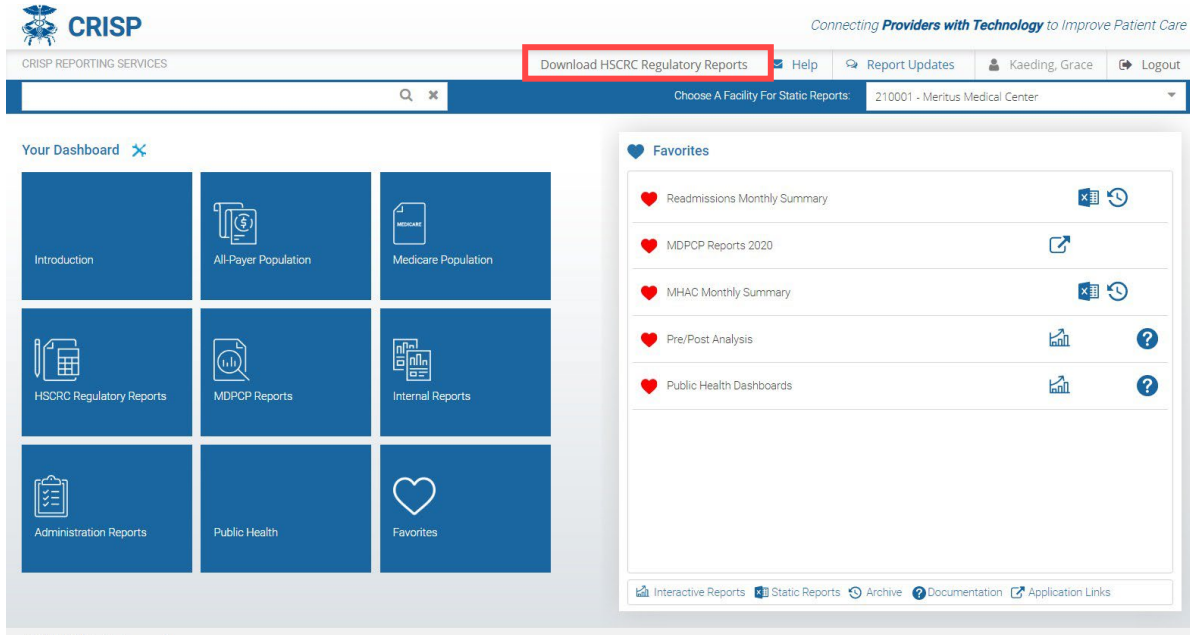 CRISP
Connecting Providers with Technology to Improve Patient Care
CRISP REPORTING SERVICES
Download HSCRC Regulatory Reports
Help
Report Updates
Kaeding, Grace
Logout
Choose A Facility For Static Reports:
210001 - Meritus Medical Center
Your Dashboard
Introduction
All-Payer Population
MEDICARE
Medicare Population
HSCRC Regulatory Reports
MDPCP Reports
Internal Reports
Administration Reports
Public Health
Favorites
Favorites
Readmissions Monthly Summary
MDPCP Reports 2020
MHAC Monthly Summary
Pre/Post Analysis
Public Health Dashboards
Interactive Reports Static Reports Archive Documentation Application Links